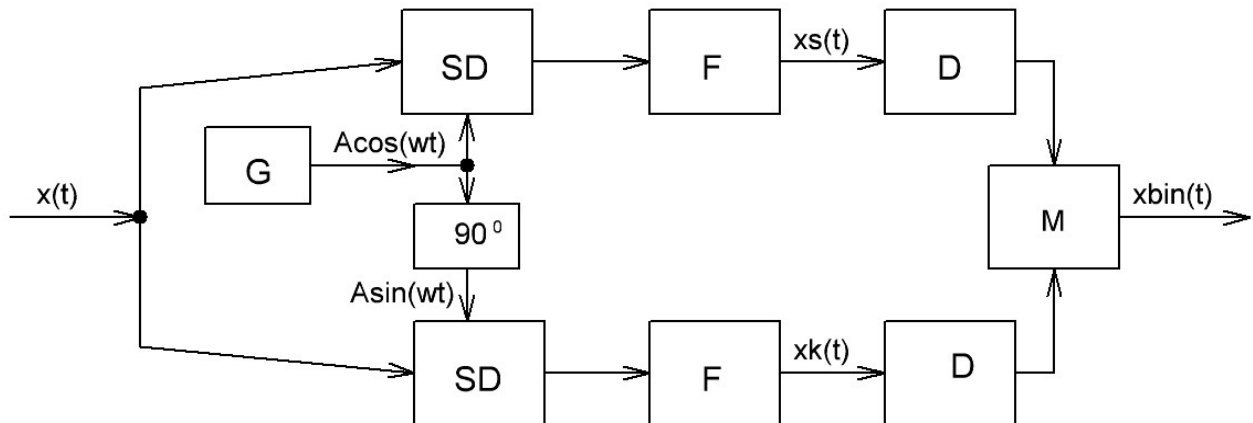 SD
F
xs(t)
D
Acos(wt)
G
x(t)
90⁰
M
xbin(t)
Asin(wt)
SD
F
xk(t)
D